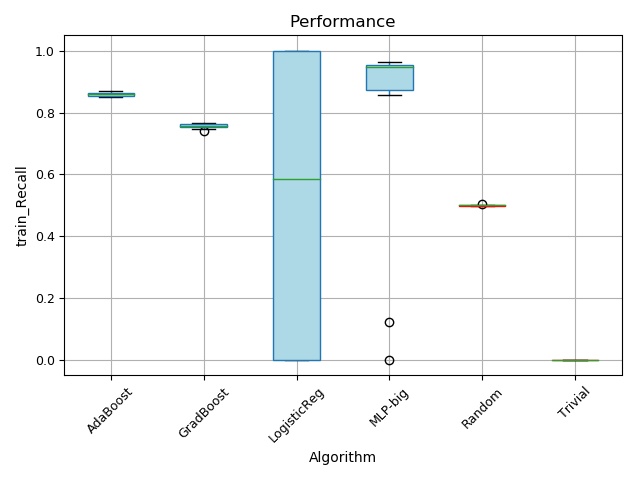 Performance
train_Recall
1.0
0.8
0.6
0.4
0.2
0.0
AdaBoost
GradBoost
LogisticReg
MLP-big
Random
Trivial
Algorithm